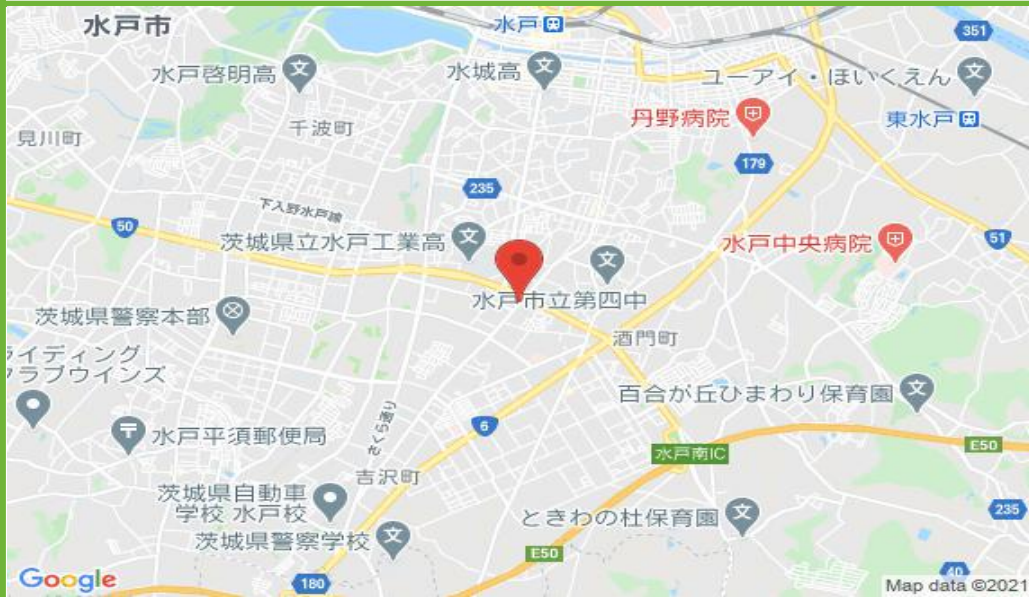 水戸市
水戸
351
水戸啓明高
水城高
ユーアイ・ほいくえん
丹野病院
東水戸
見川町
千波町
179
235
下入野水戸線
50
茨城県立水戸工業高
水戸中央病院
51
水戸市立第四中
茨城県警察本部
酒門町
ライディング
クラブウインズ
百合が丘ひまわり保育園
さくら通り
6
水戸平須郵便局
E50
水戸南IC
吉沢町
茨城県自動車
学校 水戸校
ときわの杜保育園
235
茨城県警察学校
E50
Google
180
40
Map data ©2021